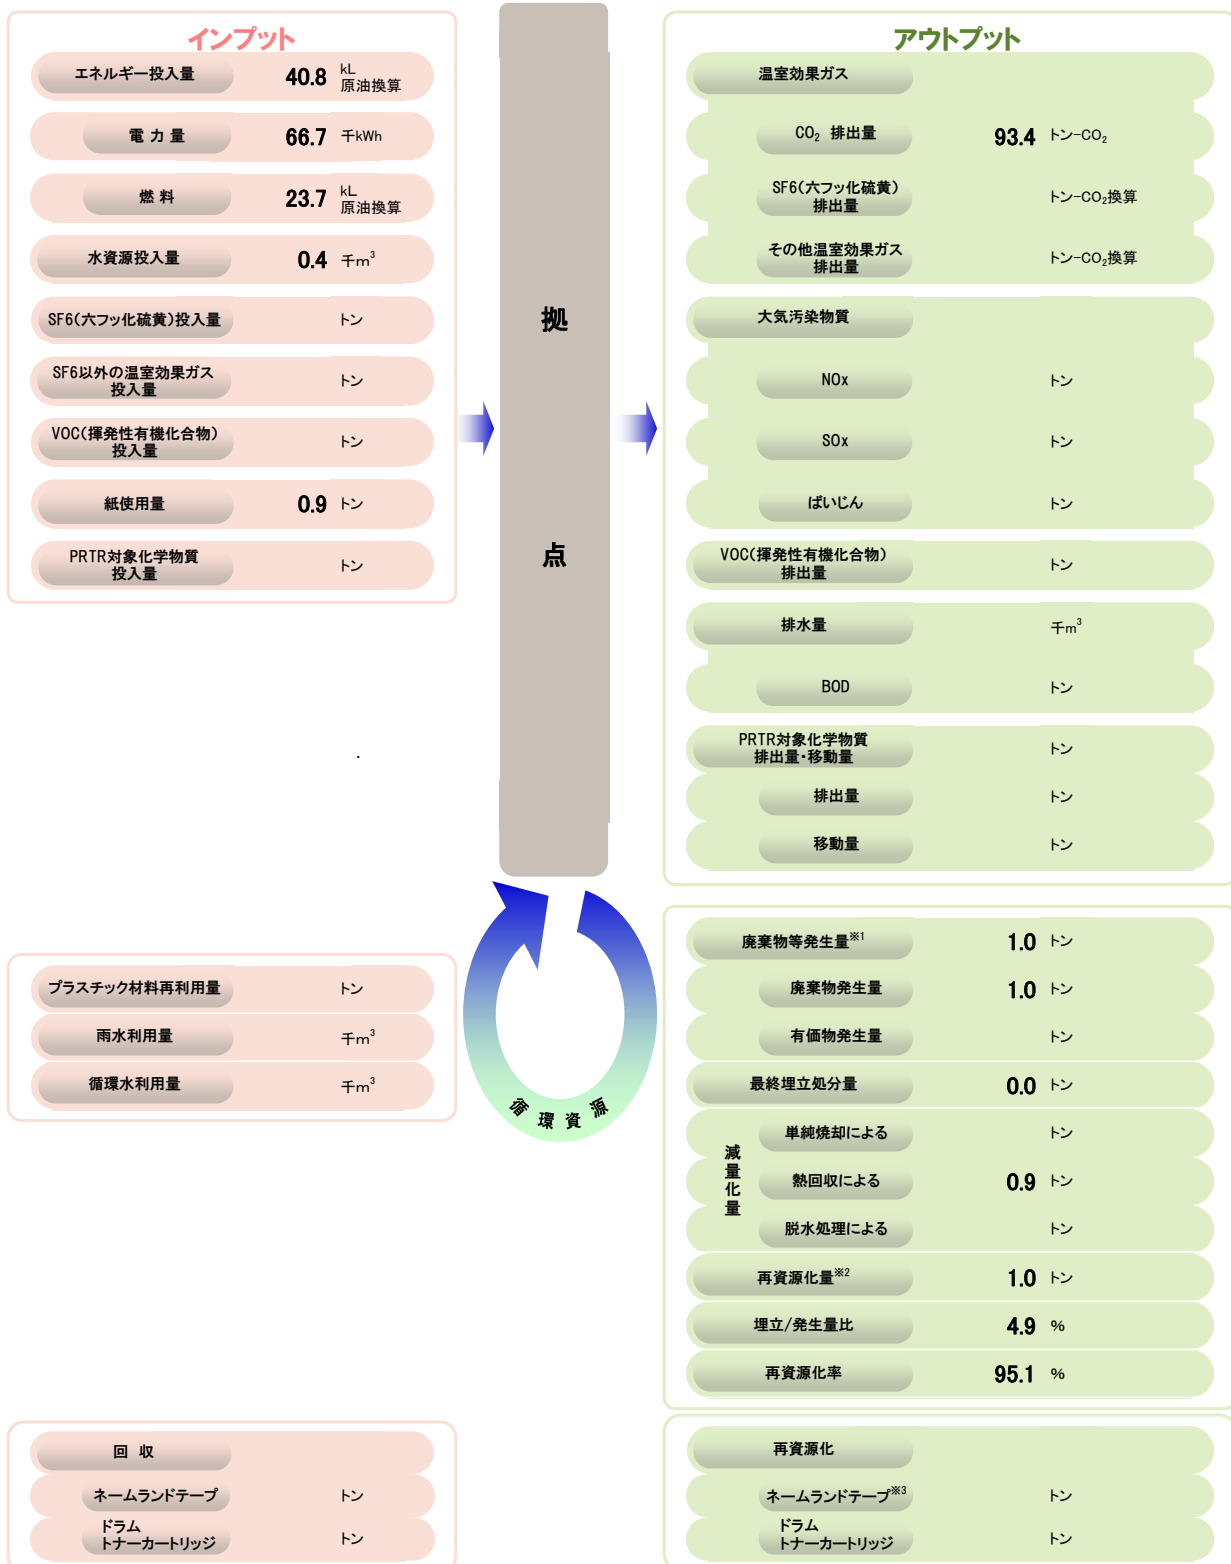 インプット
エネルギー投入量 40.8 kL 原油換算
電力量 66.7 千kWh
燃料 23.7 kL 原油換算
水資源投入量 0.4 千m³
SF6(六フッ化硫黄)投入量 トン
SF6以外の温室効果ガス
投入量 トン
VOC(揮発性有機化合物)
投入量 トン
紙使用量 0.9 トン
PRTR対象化学物質
投入量 トン
拠
点
アウトプット
温室効果ガス
CO₂ 排出量 93.4 トン-CO₂
SF6(六フッ化硫黄)
排出量 トン-CO₂換算
その他温室効果ガス
排出量 トン-CO₂換算
大気汚染物質
NOx トン
SOx トン
ばいじん トン
VOC(揮発性有機化合物)
排出量 トン
排水量 千m³
BOD トン
PRTR対象化学物質
排出量・移動量 トン
排出量 トン
移動量 トン
プラスチック材料再利用量 トン
雨水利用量 千m³
循環水利用量 千m³
循環資源
廃棄物等発生量※1 1.0 トン
廃棄物発生量 1.0 トン
有価物発生量 トン
最終埋立処分量 0.0 トン
減量化量
単純焼却による トン
熱回収による 0.9 トン
脱水処理による トン
再資源化量※2 1.0 トン
埋立/発生量比 4.9 %
再資源化率 95.1 %
回収
ネームランドテープ トン
ドラム
トナーカートリッジ トン
再資源化
ネームランドテープ※3 トン
ドラム
トナーカートリッジ トン